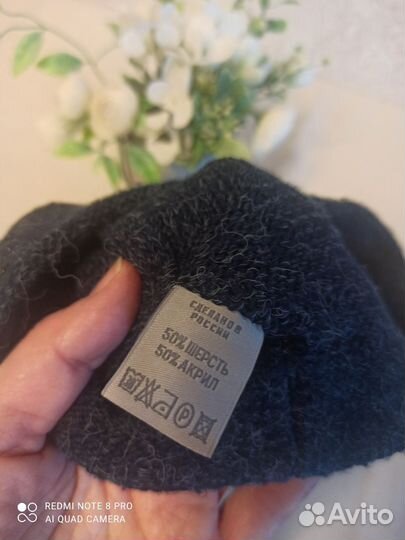 СДЕЛАНО В
РОССИИ
50% ШЕРСТЬ
50% АКРИЛ
P
REDMI NOTE 8 PRO
AI QUAD CAMERA
Avito